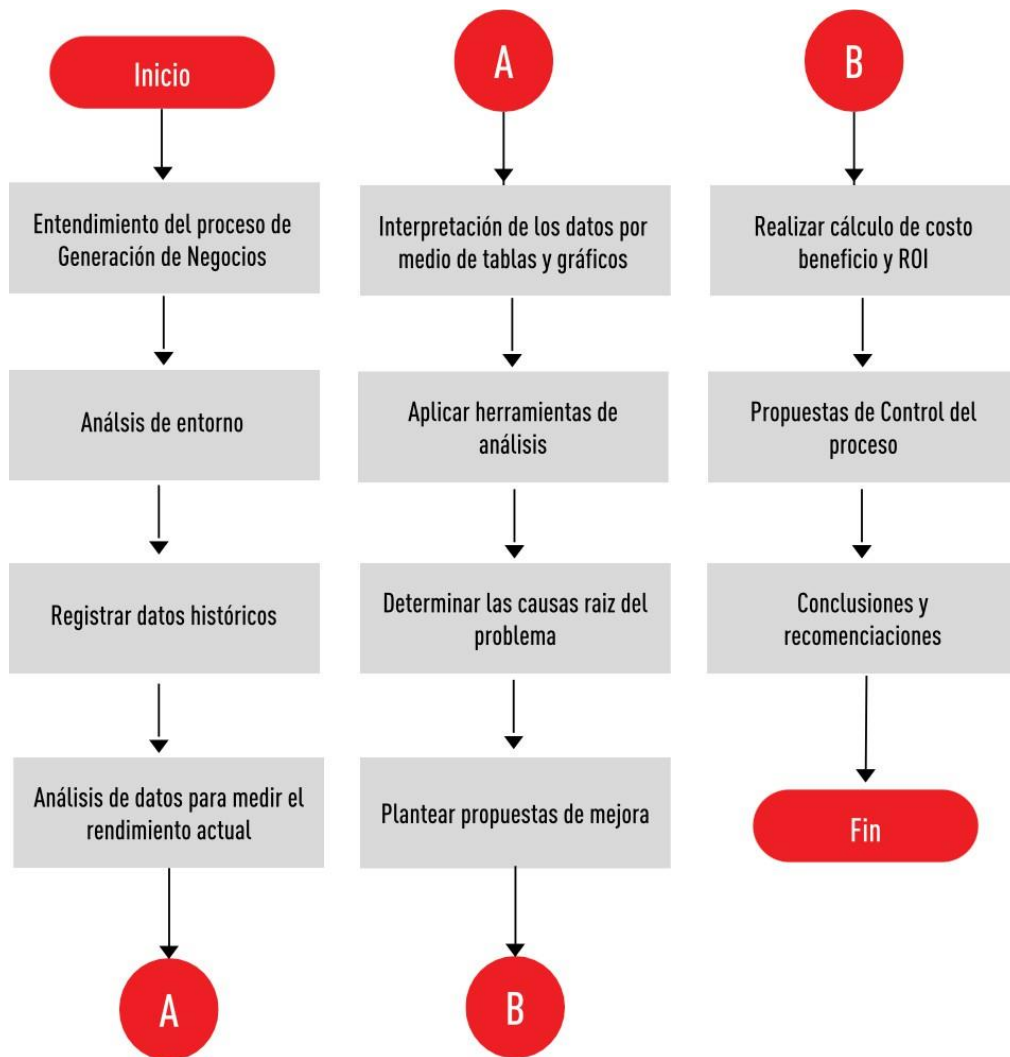 Inicio
Entendimiento del proceso de
Generación de Negocios
Análsis de entorno
Registrar datos históricos
Análisis de datos para medir el
rendimiento actual
A
A
Interpretación de los datos por
medio de tablas y gráficos
Aplicar herramientas de
análisis
Determinar las causas raiz del
problema
Plantear propuestas de mejora
B
B
Realizar cálculo de costo
beneficio y ROI
Propuestas de Control del
proceso
Conclusiones y
recomenciaciones
Fin